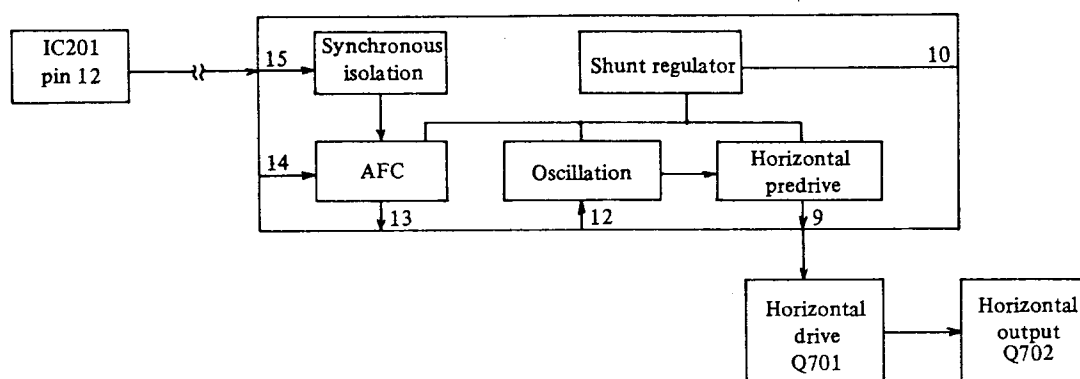 IC201
pin 12
15
Synchronous
isolation
Shunt regulator
10
14
AFC
Oscillation
Horizontal
predrive
13
12
9
Horizontal
drive
Q701
Horizontal
output
Q702